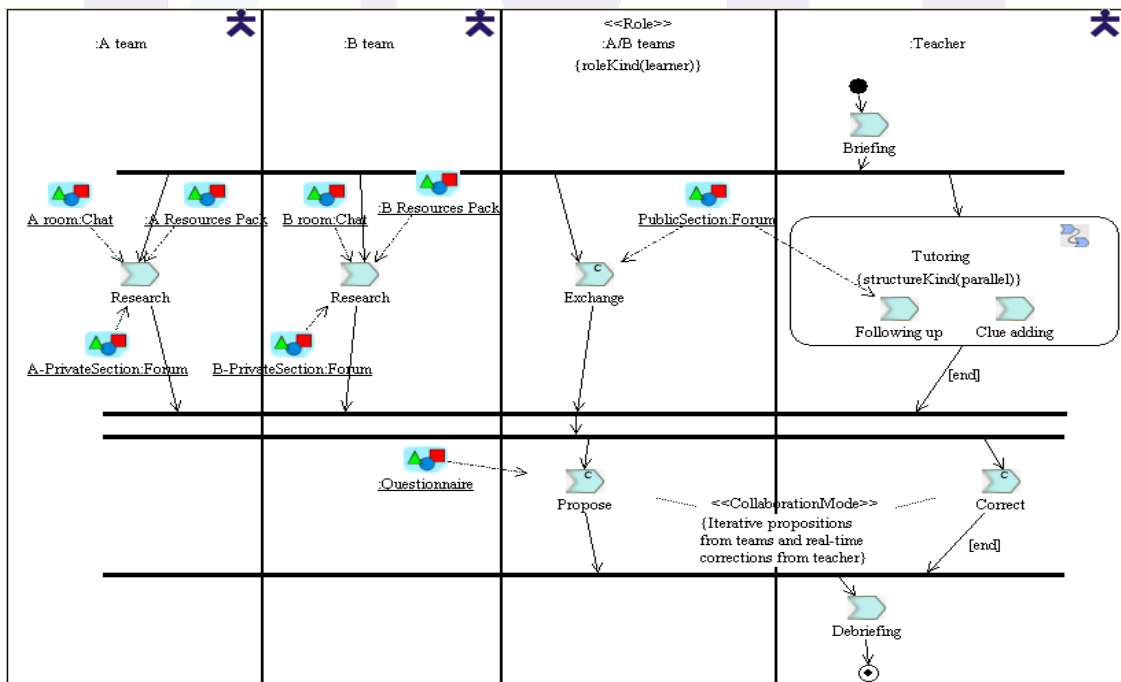 :A team
:B team
<<Role>>
:A/B teams
{roleKind(learner)}
:Teacher
Briefing
A room:Chat
:A Resources Pack
B room:Chat
:B Resources Pack
PublicSection:Forum
Tutoring
{structureKind(parallel)}
Research
Research
C
Exchange
Following up
Clue adding
A-PrivateSection:Forum
B-PrivateSection:Forum
[end]
:Questionnaire
C
Propose
<<CollaborationMode>>
{Iterative propositions
from teams and real-time
corrections from teacher}
C
Correct
[end]
Debriefing